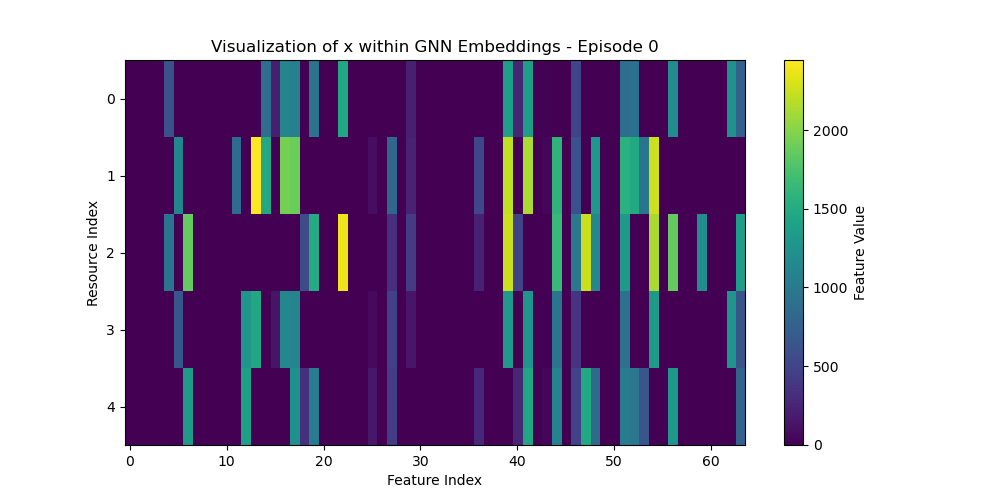 Visualization of x within GNN Embeddings - Episode 0
Resource Index
0
1
2
3
4
0 10 20 30 40 50 60
Feature Index
2000
1500
1000
500
0
Feature Value